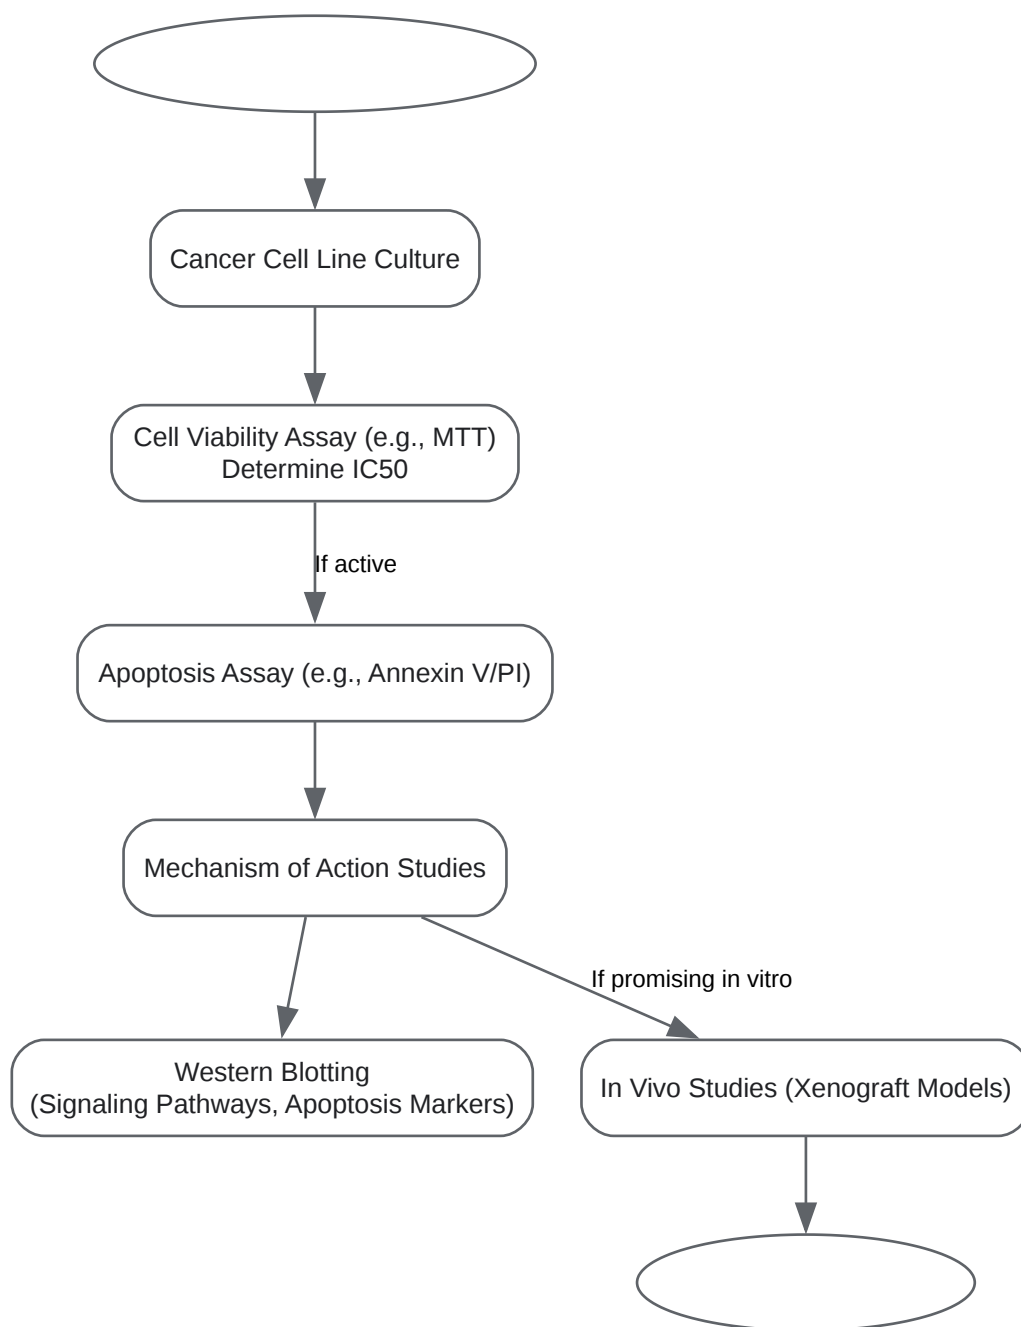 Cancer Cell Line Culture
Cell Viability Assay (e.g., MTT)
Determine IC50
If active
Apoptosis Assay (e.g., Annexin V/PI)
Mechanism of Action Studies
If promising in vitro
Western Blotting
(Signaling Pathways, Apoptosis Markers)
In Vivo Studies (Xenograft Models)